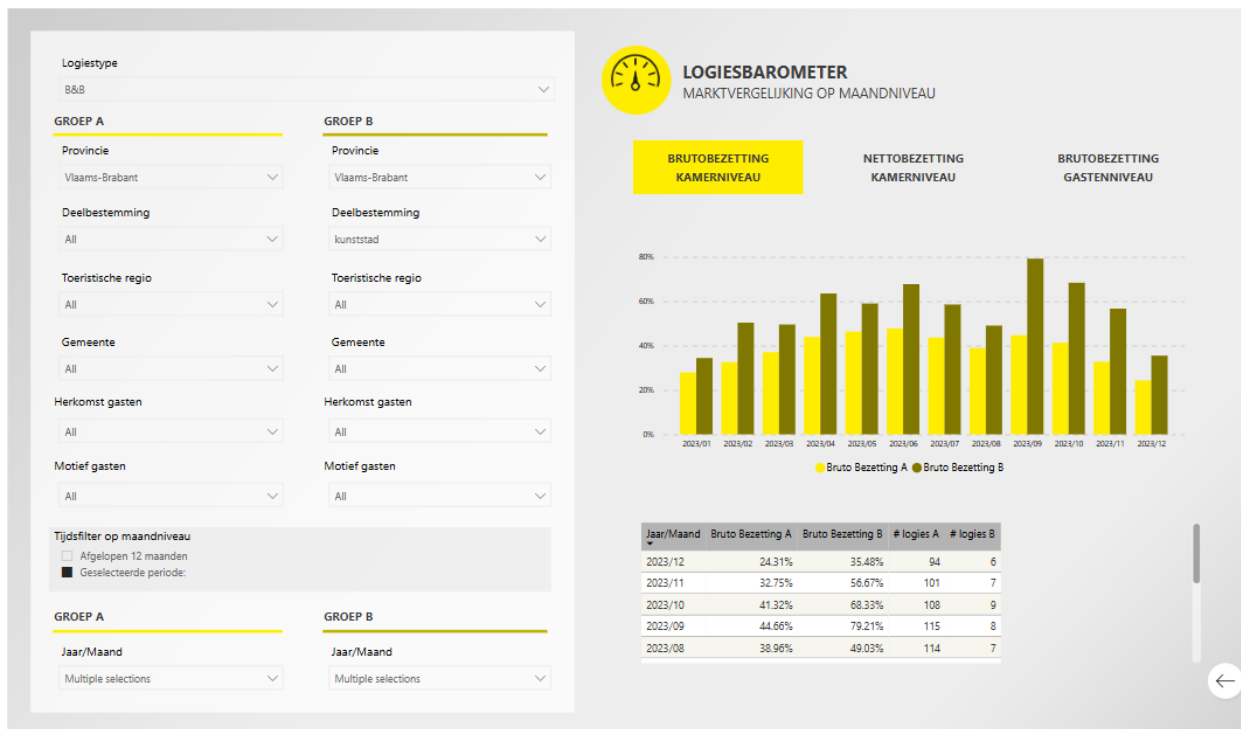 Logiestype
B&B
GROEP A
Provincie
Vlaams-Brabant
Deelbestemming
All
Toeristische regio
All
Gemeente
All
Herkomst gasten
All
Motief gasten
All
GROEP B
Provincie
Vlaams-Brabant
Deelbestemming
kunststad
Toeristische regio
All
Gemeente
All
Herkomst gasten
All
Motief gasten
All
Tijdsfilter op maandniveau
Afgelopen 12 maanden
Geselecteerde periode:
GROEP A
Jaar/Maand
Multiple selections
GROEP B
Jaar/Maand
Multiple selections
LOGIESBAROMETER
MARKTVERGELIJKING OP MAANDNIVEAU
BRUTOBEZETTING
KAMERNIVEAU
NETTOBEZETTING
KAMERNIVEAU
BRUTOBEZETTING
GASTENNIVEAU
80%
60%
40%
20%
0%
2023/01 2023/02 2023/03 2023/04 2023/05 2023/06 2023/07 2023/08 2023/09 2023/10 2023/11 2023/12
Bruto Bezetting A Bruto Bezetting B
Jaar/Maand Bruto Bezetting A Bruto Bezetting B # logies A # logies B
2023/12 24.31% 35.48% 94 6
2023/11 32.75% 56.67% 101 7
2023/10 41.32% 68.33% 108 9
2023/09 44.66% 79.21% 115 8
2023/08 38.96% 49.03% 114 7